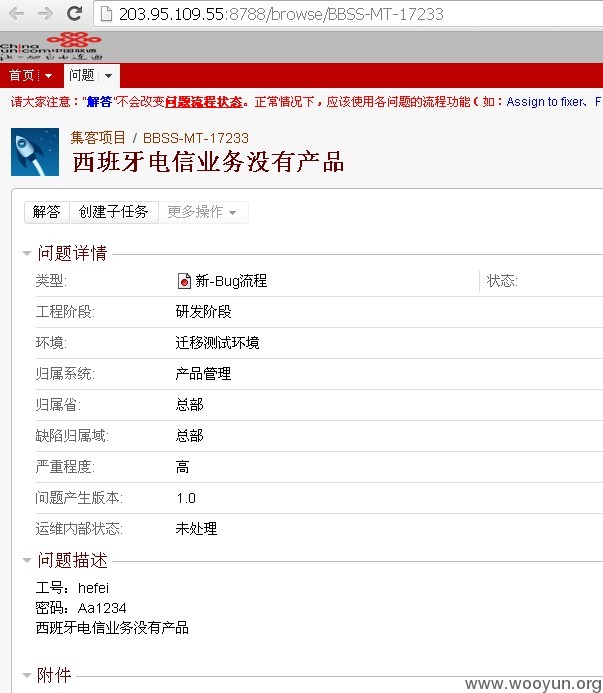 203.95.109.55:8788/browse/BBSS-MT-17233
China
unicom中国联通
首页
问题
请大家注意："解答"不会改变问题流程状态。正常情况下，应该使用各问题的流程功能（如：Assign to fixer、F
集客项目 / BBSS-MT-17233
西班牙电信业务没有产品
解答 创建子任务 更多操作
问题详情
类型: 新-Bug流程 状态:
工程阶段: 研发阶段
环境: 迁移测试环境
归属系统: 产品管理
归属省: 总部
缺陷归属域: 总部
严重程度: 高
问题产生版本: 1.0
运维内部状态: 未处理
问题描述
工号：hefei
密码：Aa1234
西班牙电信业务没有产品
附件
www.wooyun.org